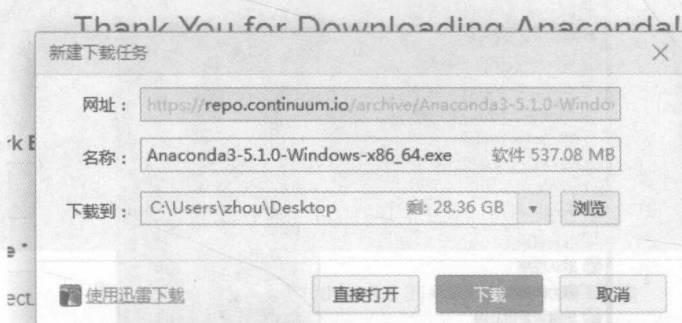 Thank You for Downloading Anaconda!
新建下载任务
网址： https://repo.continuum.io/archive/Anaconda3-5.1.0-Windo
rk E
名称： Anaconda3-5.1.0-Windows-x86_64.exe 软件 537.08 MB
下载到： C:\Users\zhou\Desktop 剩: 28.36 GB 浏览
e *
ect.
使用迅雷下载 直接打开 下载 取消